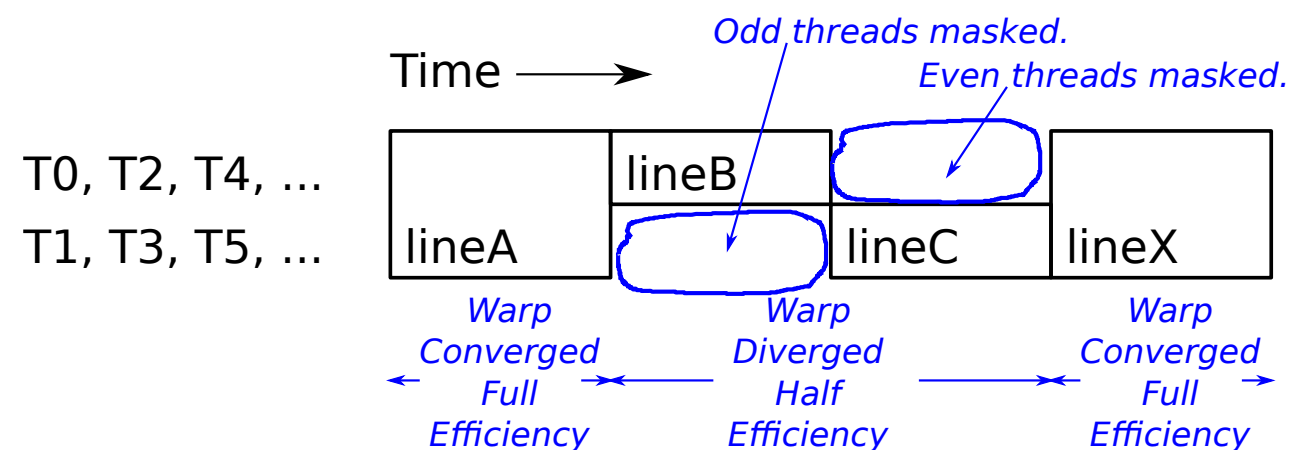 Odd threads masked.
Time
Even threads masked.
T0, T2, T4, ...
lineB
T1, T3, T5, ...
lineA
lineC
lineX
Warp
Converged
Full
Efficiency
Warp
Diverged
Half
Efficiency
Warp
Converged
Full
Efficiency